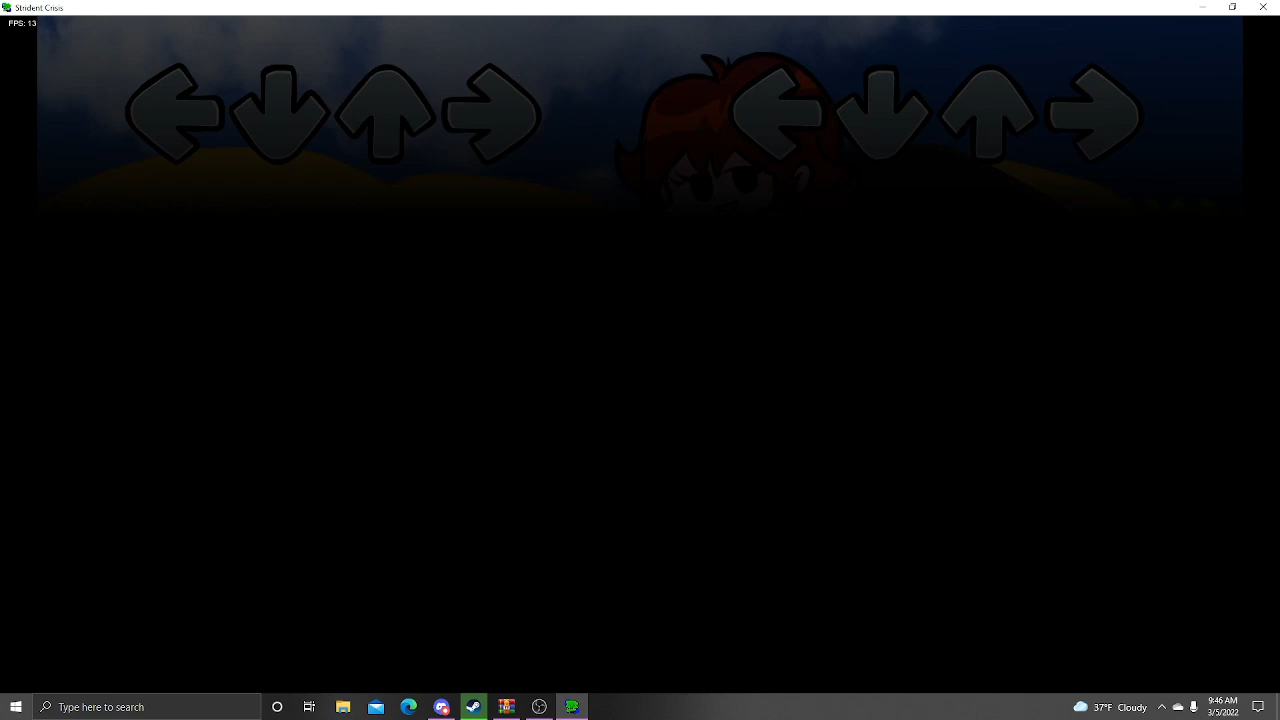 Strident Crisis
FPS: 13
Type here to search
37°F Cloudy
9:46 AM
3/5/2022